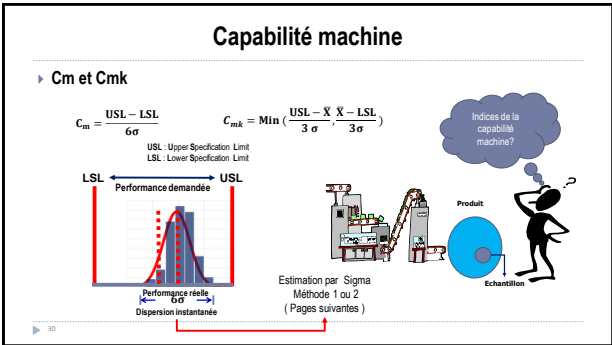 Capabilité machine
Cm et Cmk
C_m = (USL − LSL) / 6σ
C_mk = Min ( (USL − X̄) / 3 σ , (X̄ − LSL) / 3σ )
USL : Upper Specification Limit
LSL : Lower Specification Limit
Indices de la
capabilité
machine?
LSL
USL
Performance demandée
Performance réelle
6σ
Dispersion instantanée
Estimation par Sigma
Méthode 1 ou 2
( Pages suivantes )
Produit
Echantillon
?
30